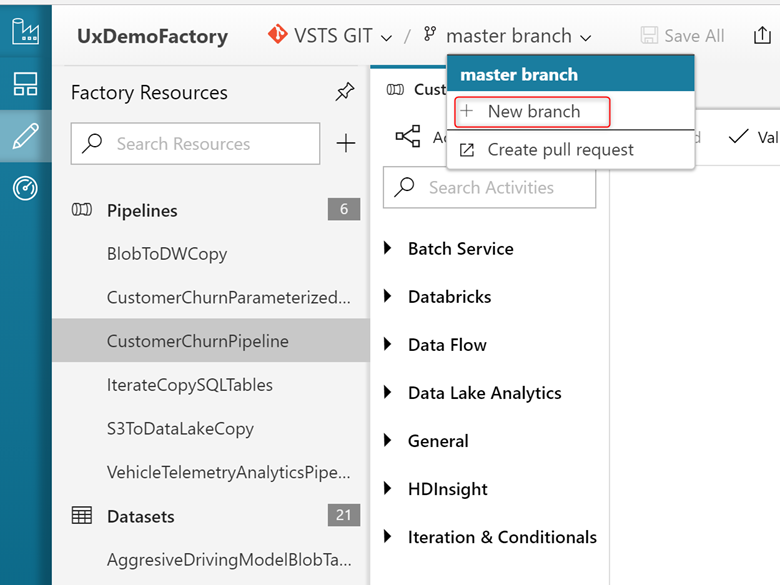 UxDemoFactory VSTS GIT / master branch Save All
master branch
New branch
Create pull request
Factory Resources
Search Resources
Pipelines 6
BlobToDWCopy
CustomerChurnParameterized...
CustomerChurnPipeline
IterateCopySQLTables
S3ToDataLakeCopy
VehicleTelemetryAnalyticsPipe...
Datasets 21
AggresiveDrivingModelBlobTa...
Cust
Ac
d
Val
Search Activities
Batch Service
Databricks
Data Flow
Data Lake Analytics
General
HDInsight
Iteration & Conditionals